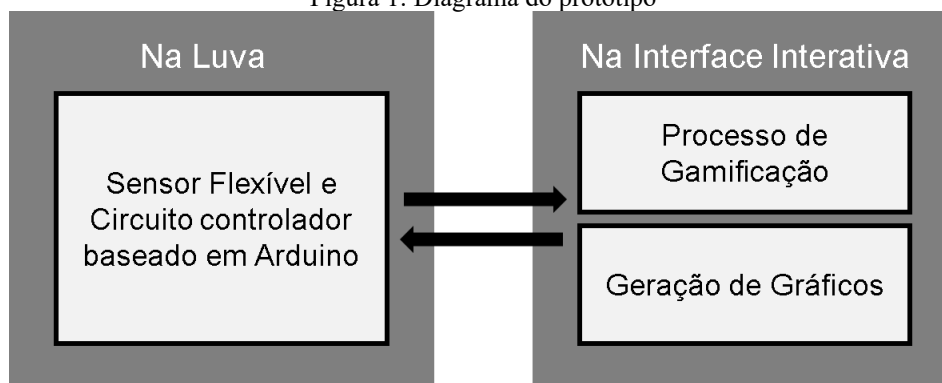 Figura 1: Diagrama do protótipo
Na Luva
Sensor Flexível e
Circuito controlador
baseado em Arduino
Na Interface Interativa
Processo de
Gamificação
Geração de Gráficos